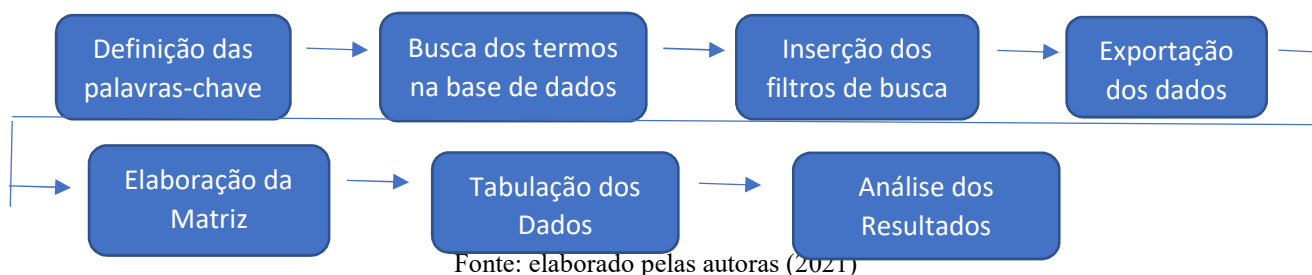 Definição das
palavras-chave
Busca dos termos
na base de dados
Inserção dos
filtros de busca
Exportação
dos dados
Elaboração da
Matriz
Tabulação dos
Dados
Análise dos
Resultados
Fonte: elaborado pelas autoras (2021)